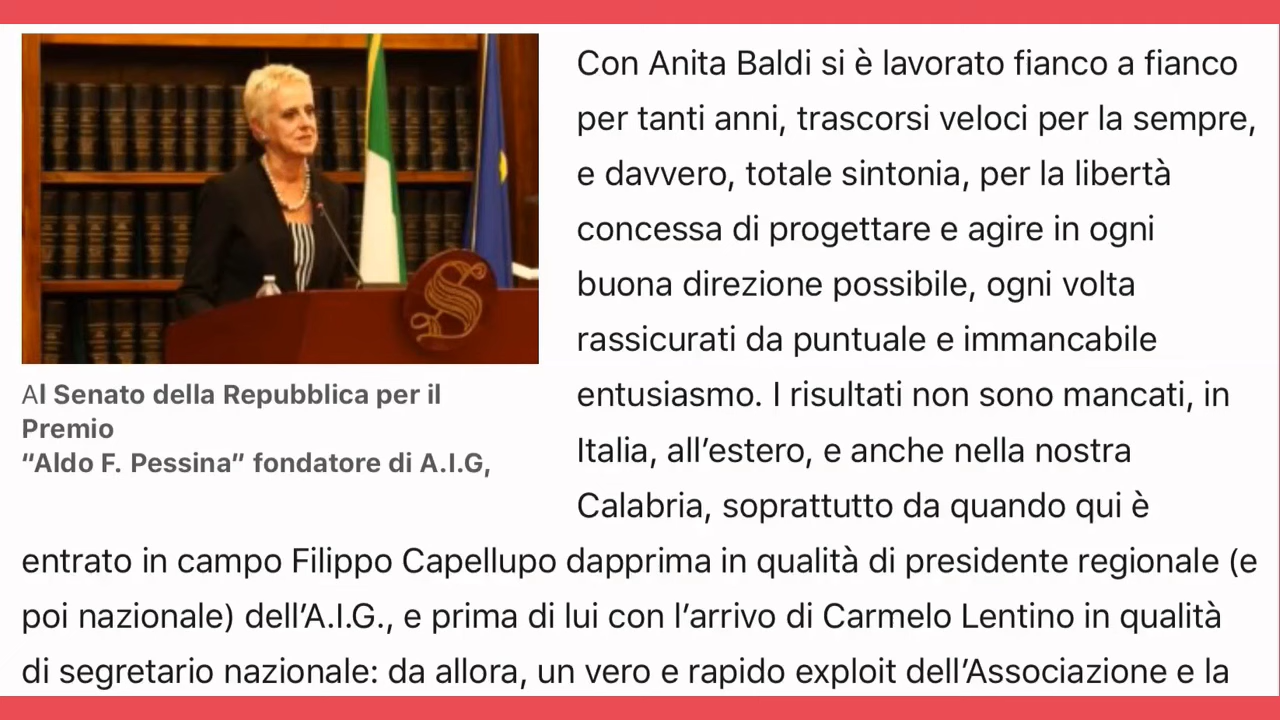 Con Anita Baldi si è lavorato fianco a fianco
per tanti anni, trascorsi veloci per la sempre,
e davvero, totale sintonia, per la libertà
concessa di progettare e agire in ogni
buona direzione possibile, ogni volta
rassicurati da puntuale e immancabile
entusiasmo. I risultati non sono mancati, in
Italia, all’estero, e anche nella nostra
Calabria, soprattutto da quando qui è
Al Senato della Repubblica per il
Premio
“Aldo F. Pessina” fondatore di A.I.G,
entrato in campo Filippo Capellupo dapprima in qualità di presidente regionale (e
poi nazionale) dell’A.I.G., e prima di lui con l’arrivo di Carmelo Lentino in qualità
di segretario nazionale: da allora, un vero e rapido exploit dell’Associazione e la